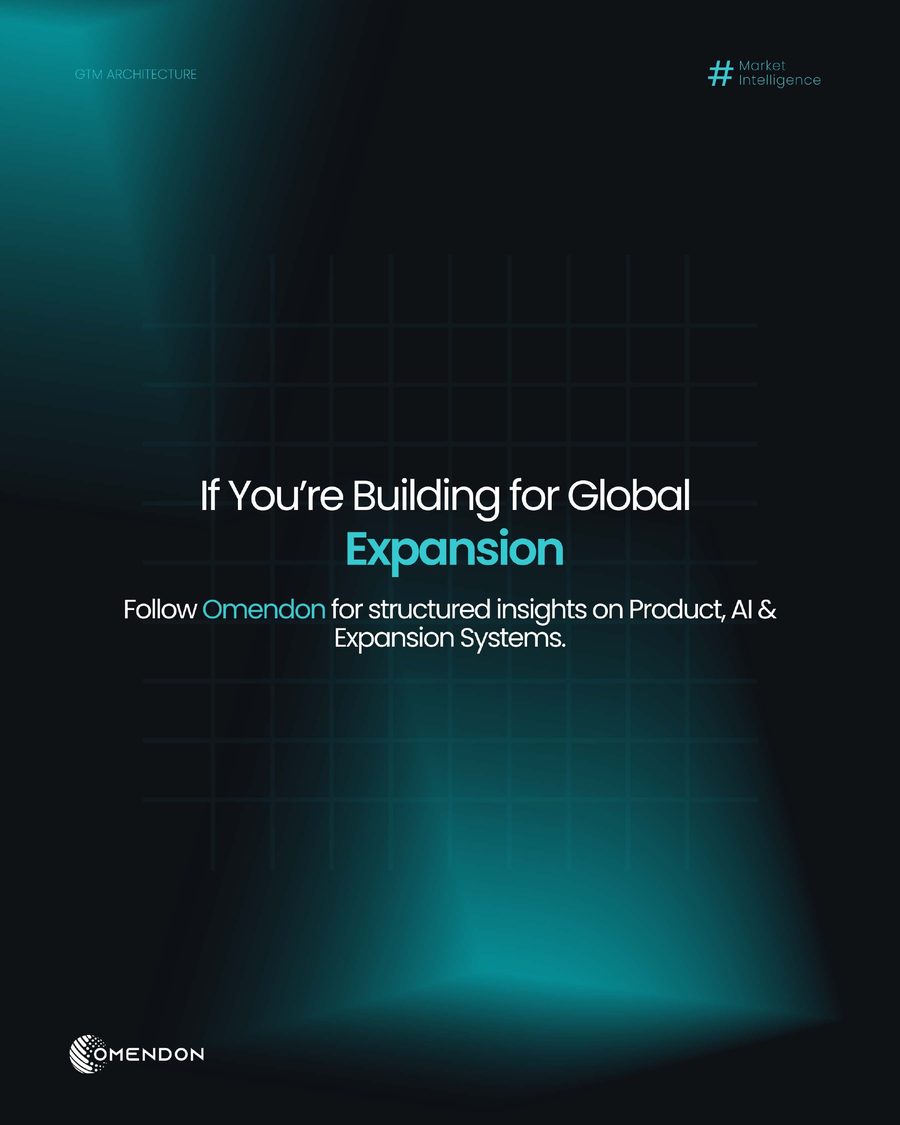 GTM ARCHITECTURE
# Market
Intelligence
If You’re Building for Global
Expansion
Follow Omendon for structured insights on Product, AI &
Expansion Systems.
OMENDON